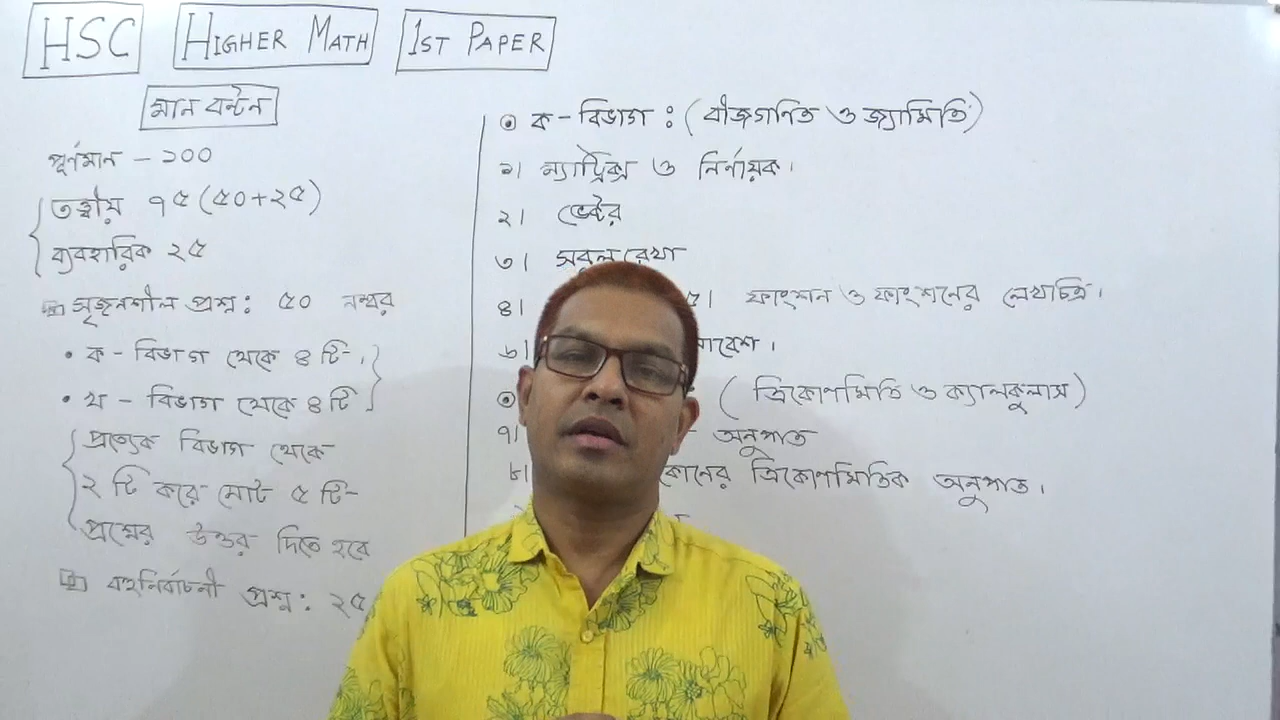 HSC HIGHER MATH 1ST PAPER
মান বন্টন
পূর্ণমান - ১০০
তত্ত্বীয় ৭৫ (৫০+২৫)
ব্যবহারিক ২৫
সৃজনশীল প্রশ্ন : ৫০ নম্বর
• ক - বিভাগ থেকে ৪ টি
• খ - বিভাগ থেকে ৪ টি
প্রত্যেক বিভাগ থেকে
২ টি করে মোট ৫ টি
প্রশ্নের উত্তর দিতে হবে
বহুনির্বাচনী প্রশ্ন : ২৫
ক - বিভাগ : (বীজগণিত ও জ্যামিতি)
১। ম্যাট্রিক্স ও নির্ণায়ক।
২। ভেক্টর
৩। সরল রেখা
৪। ৫। ফাংশন ও ফাংশনের লেখচিত্র।
৬।
(ত্রিকোণমিতি ও ক্যালকুলাস)
৭। অনুপাত
৮। কোনের ত্রিকোণমিতিক অনুপাত।